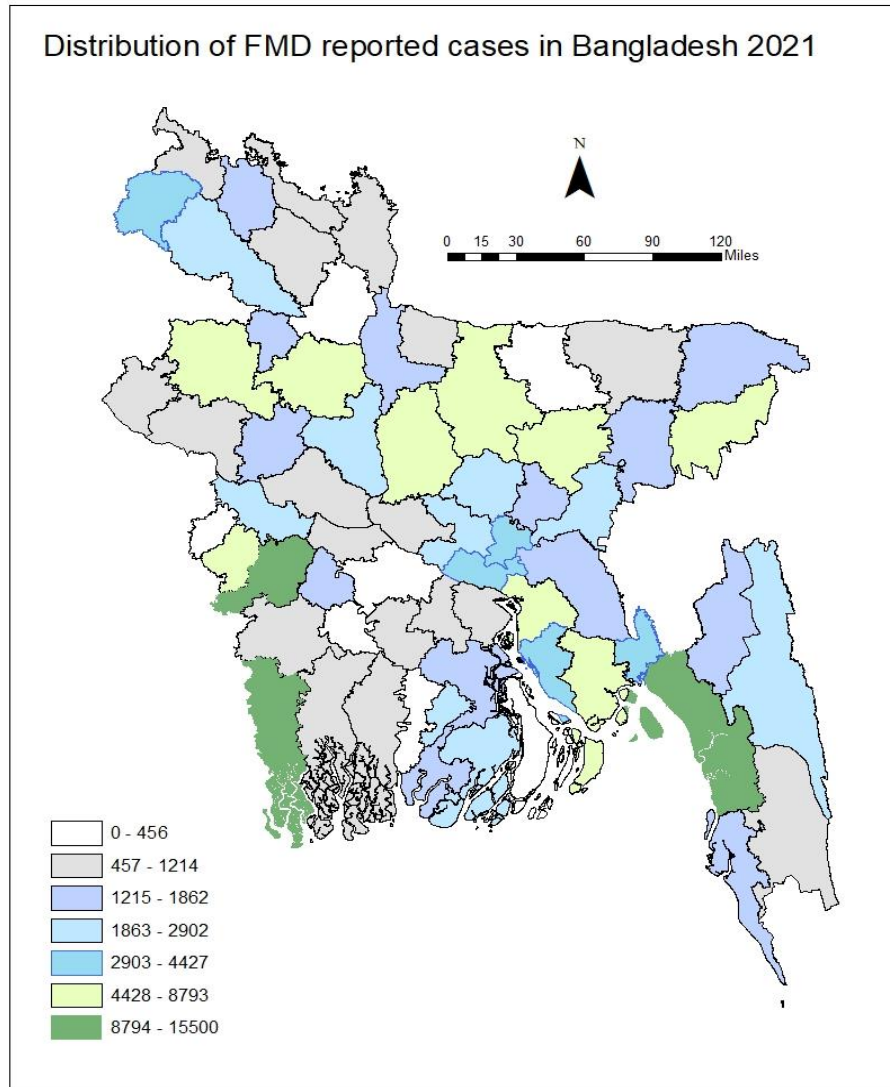 Distribution of FMD reported cases in Bangladesh 2021
N
0 15 30 60 90 120
Miles
0 - 456
457 - 1214
1215 - 1862
1863 - 2902
2903 - 4427
4428 - 8793
8794 - 15500